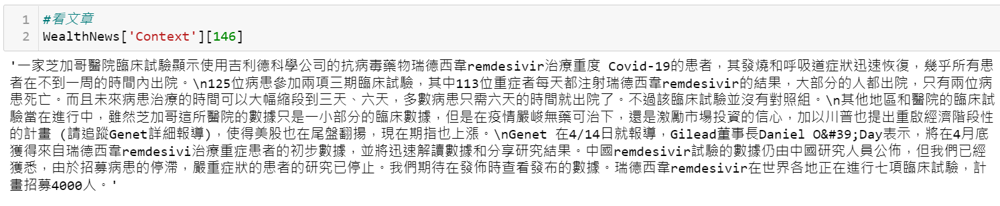 1 #看文章
2 WealthNews['Context'][146]
'一家芝加哥醫院臨床試驗顯示使用吉利德科學公司的抗病毒藥物瑞德西韋remdesivir治療重度 Covid-19的患者，其發燒和呼吸道症狀迅速恢復，幾乎所有患
者在不到一周的時間內出院。\n125位病患參加兩項三期臨床試驗，其中113位重症者每天都注射瑞德西韋remdesivir的結果，大部分的人都出院，只有兩位病
患死亡。而且未來病患治療的時間可以大幅縮段到三天、六天，多數病患只需六天的時間就出院了。不過該臨床試驗並沒有對照組。\n其他地區和醫院的臨床試
驗當在進行中，雖然芝加哥這所醫院的數據只是一小部分的臨床數據，但是在疫情嚴峻無藥可治下，還是激勵市場投資的信心，加以川普也提出重啟經濟階段性
的計畫 (請追蹤Genet詳細報導)，使得美股也在尾盤翻揚，現在期指也上漲。\nGenet 在4/14日就報導，Gilead董事長Daniel O&#39;Day表示，將在4月底
獲得來自瑞德西韋remdesivi治療重症患者的初步數據，並將迅速解讀數據和分享研究結果。中國remdesivir試驗的數據仍由中國研究人員公佈，但我們已經
獲悉，由於招募病患的停滯，嚴重症狀的患者的研究已停止。我們期待在發佈時查看發布的數據。瑞德西韋remdesivir在世界各地正在進行七項臨床試驗，計
畫招募4000人。'